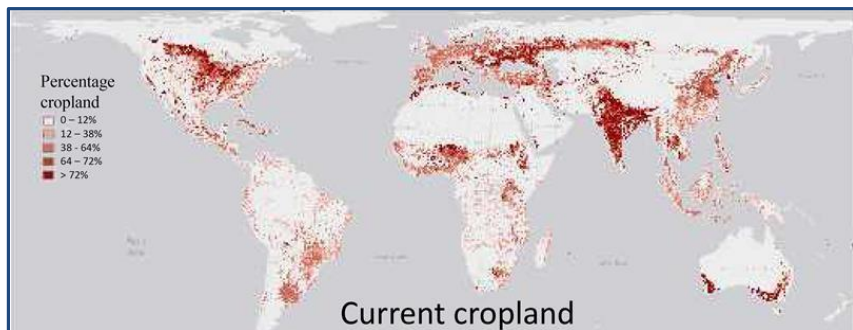 Percentage
cropland
0 – 12%
12 – 38%
38 - 64%
64 – 72%
> 72%
Current cropland